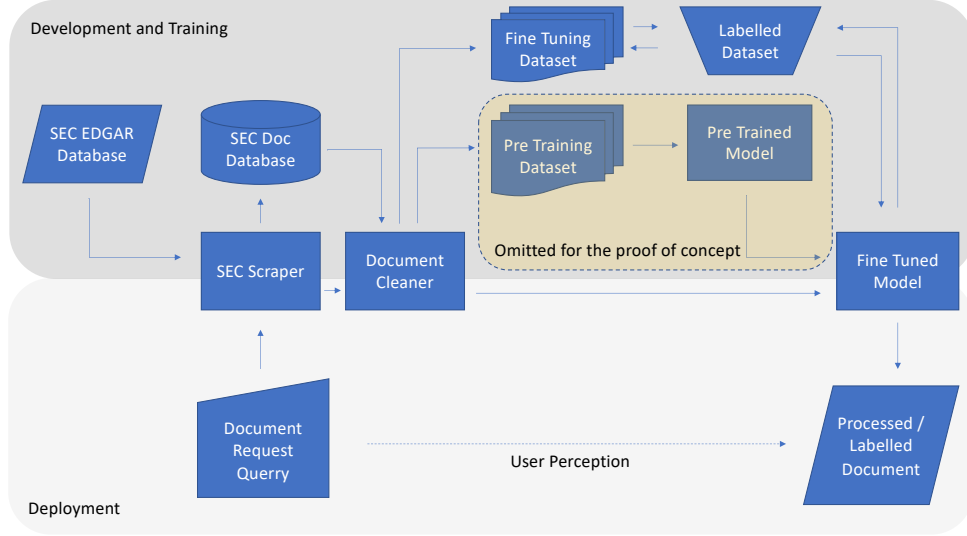 Development and Training
Fine Tuning
Dataset
Labelled
Dataset
SEC EDGAR
Database
SEC Doc
Database
Pre Training
Dataset
Pre Trained
Model
Omitted for the proof of concept
SEC Scraper
Document
Cleaner
Fine Tuned
Model
Document
Request
Querry
User Perception
Processed /
Labelled
Document
Deployment